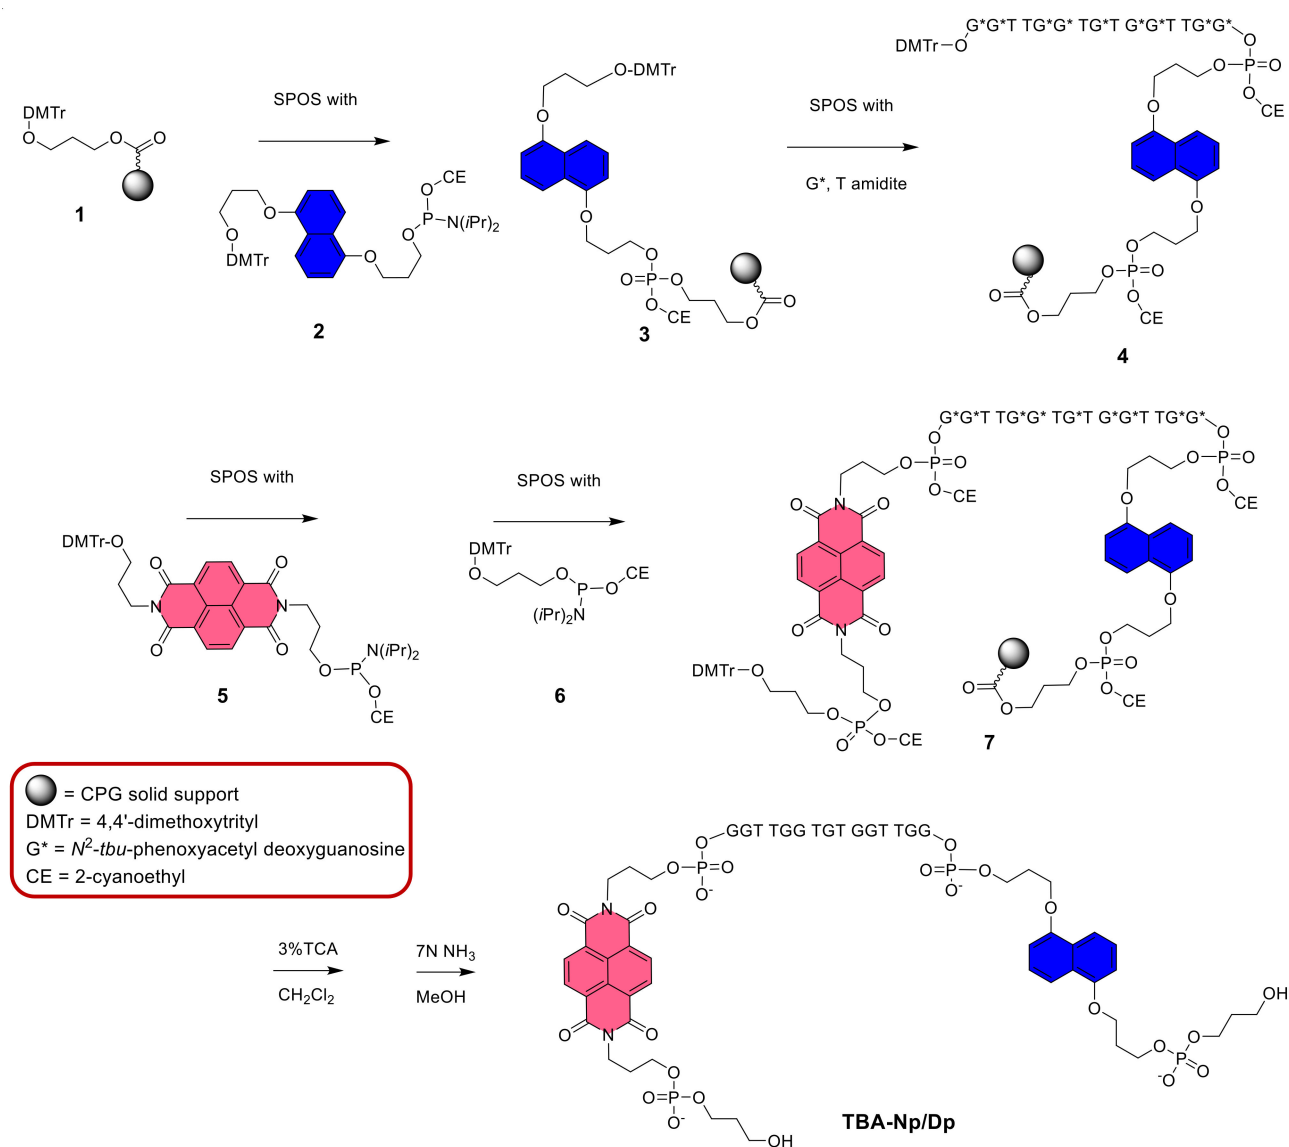 G*G*T TG*G* TG*T G*G*T TG*G*
DMTr–O
O
O
P=O
O
CE
O
O
O–DMTr
O
SPOS with
SPOS with
DMTr
O
O
O
1
O
CE
O
P
N(iPr)2
O
O
DMTr
O
2
G*, T amidite
O
O
O=P–O
O
CE
O
O
3
O
O
P=O
O
CE
O
O
4
G*G*T TG*G* TG*T G*G*T TG*G*
O
O
P=O
O
CE
N
O
O
O
O
N
O
O
P=O
O
CE
O
O
SPOS with
SPOS with
DMTr-O
O
O
N
N
O
O
O
P
N(iPr)2
O
CE
5
DMTr
O
O
P
O
CE
(iPr)2N
6
DMTr–O
O
O
P
O
O–CE
O
P=O
O
CE
O
O
7
= CPG solid support
DMTr = 4,4'-dimethoxytrityl
G* = N2-tbu-phenoxyacetyl deoxyguanosine
CE = 2-cyanoethyl
GGT TGG TGT GGT TGG
O
O
P=O
O-
O
N
O
O
O
O
N
O
O=P–O
O-
OH
O
O=P–O
O-
O
O
O
P
O
-O
O
OH
3%TCA
CH2Cl2
7N NH3
MeOH
TBA-Np/Dp